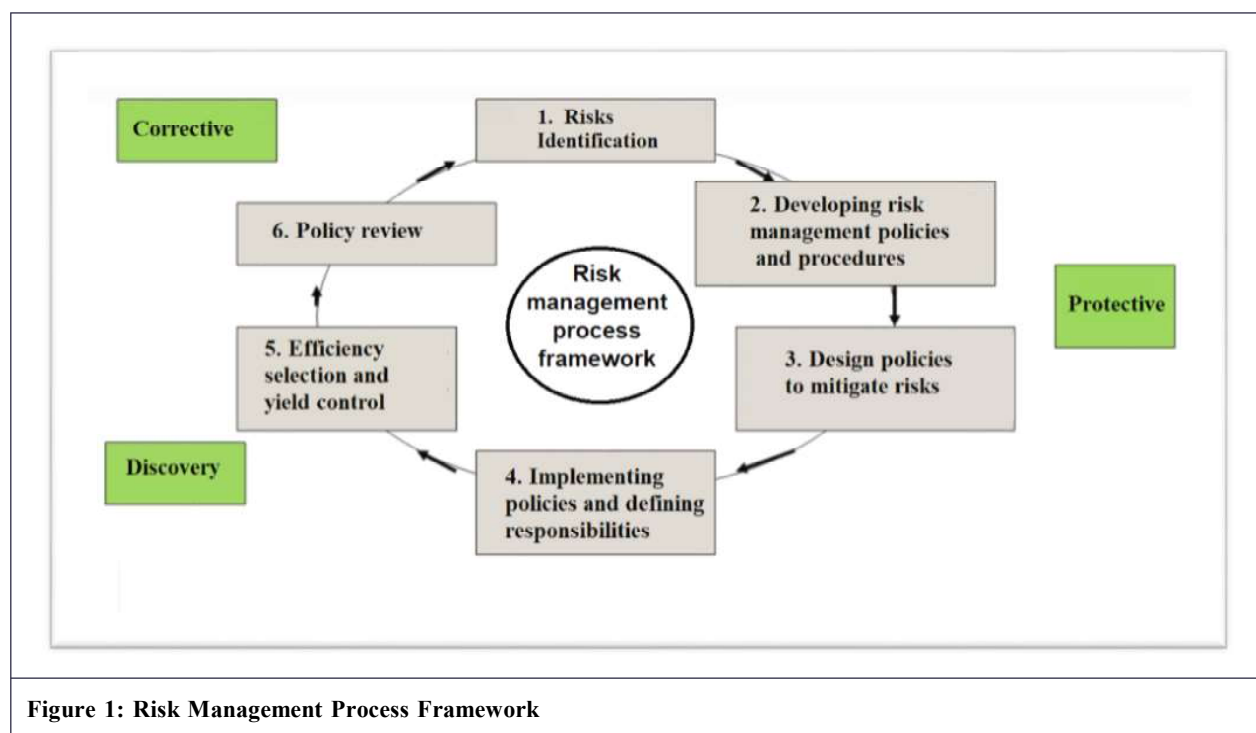 Corrective
1. Risks
Identification
2. Developing risk
management policies
and procedures
6. Policy review
Risk
management
process
framework
Protective
5. Efficiency
selection and
yield control
3. Design policies
to mitigate risks
Discovery
4. Implementing
policies and defining
responsibilities
Figure 1: Risk Management Process Framework